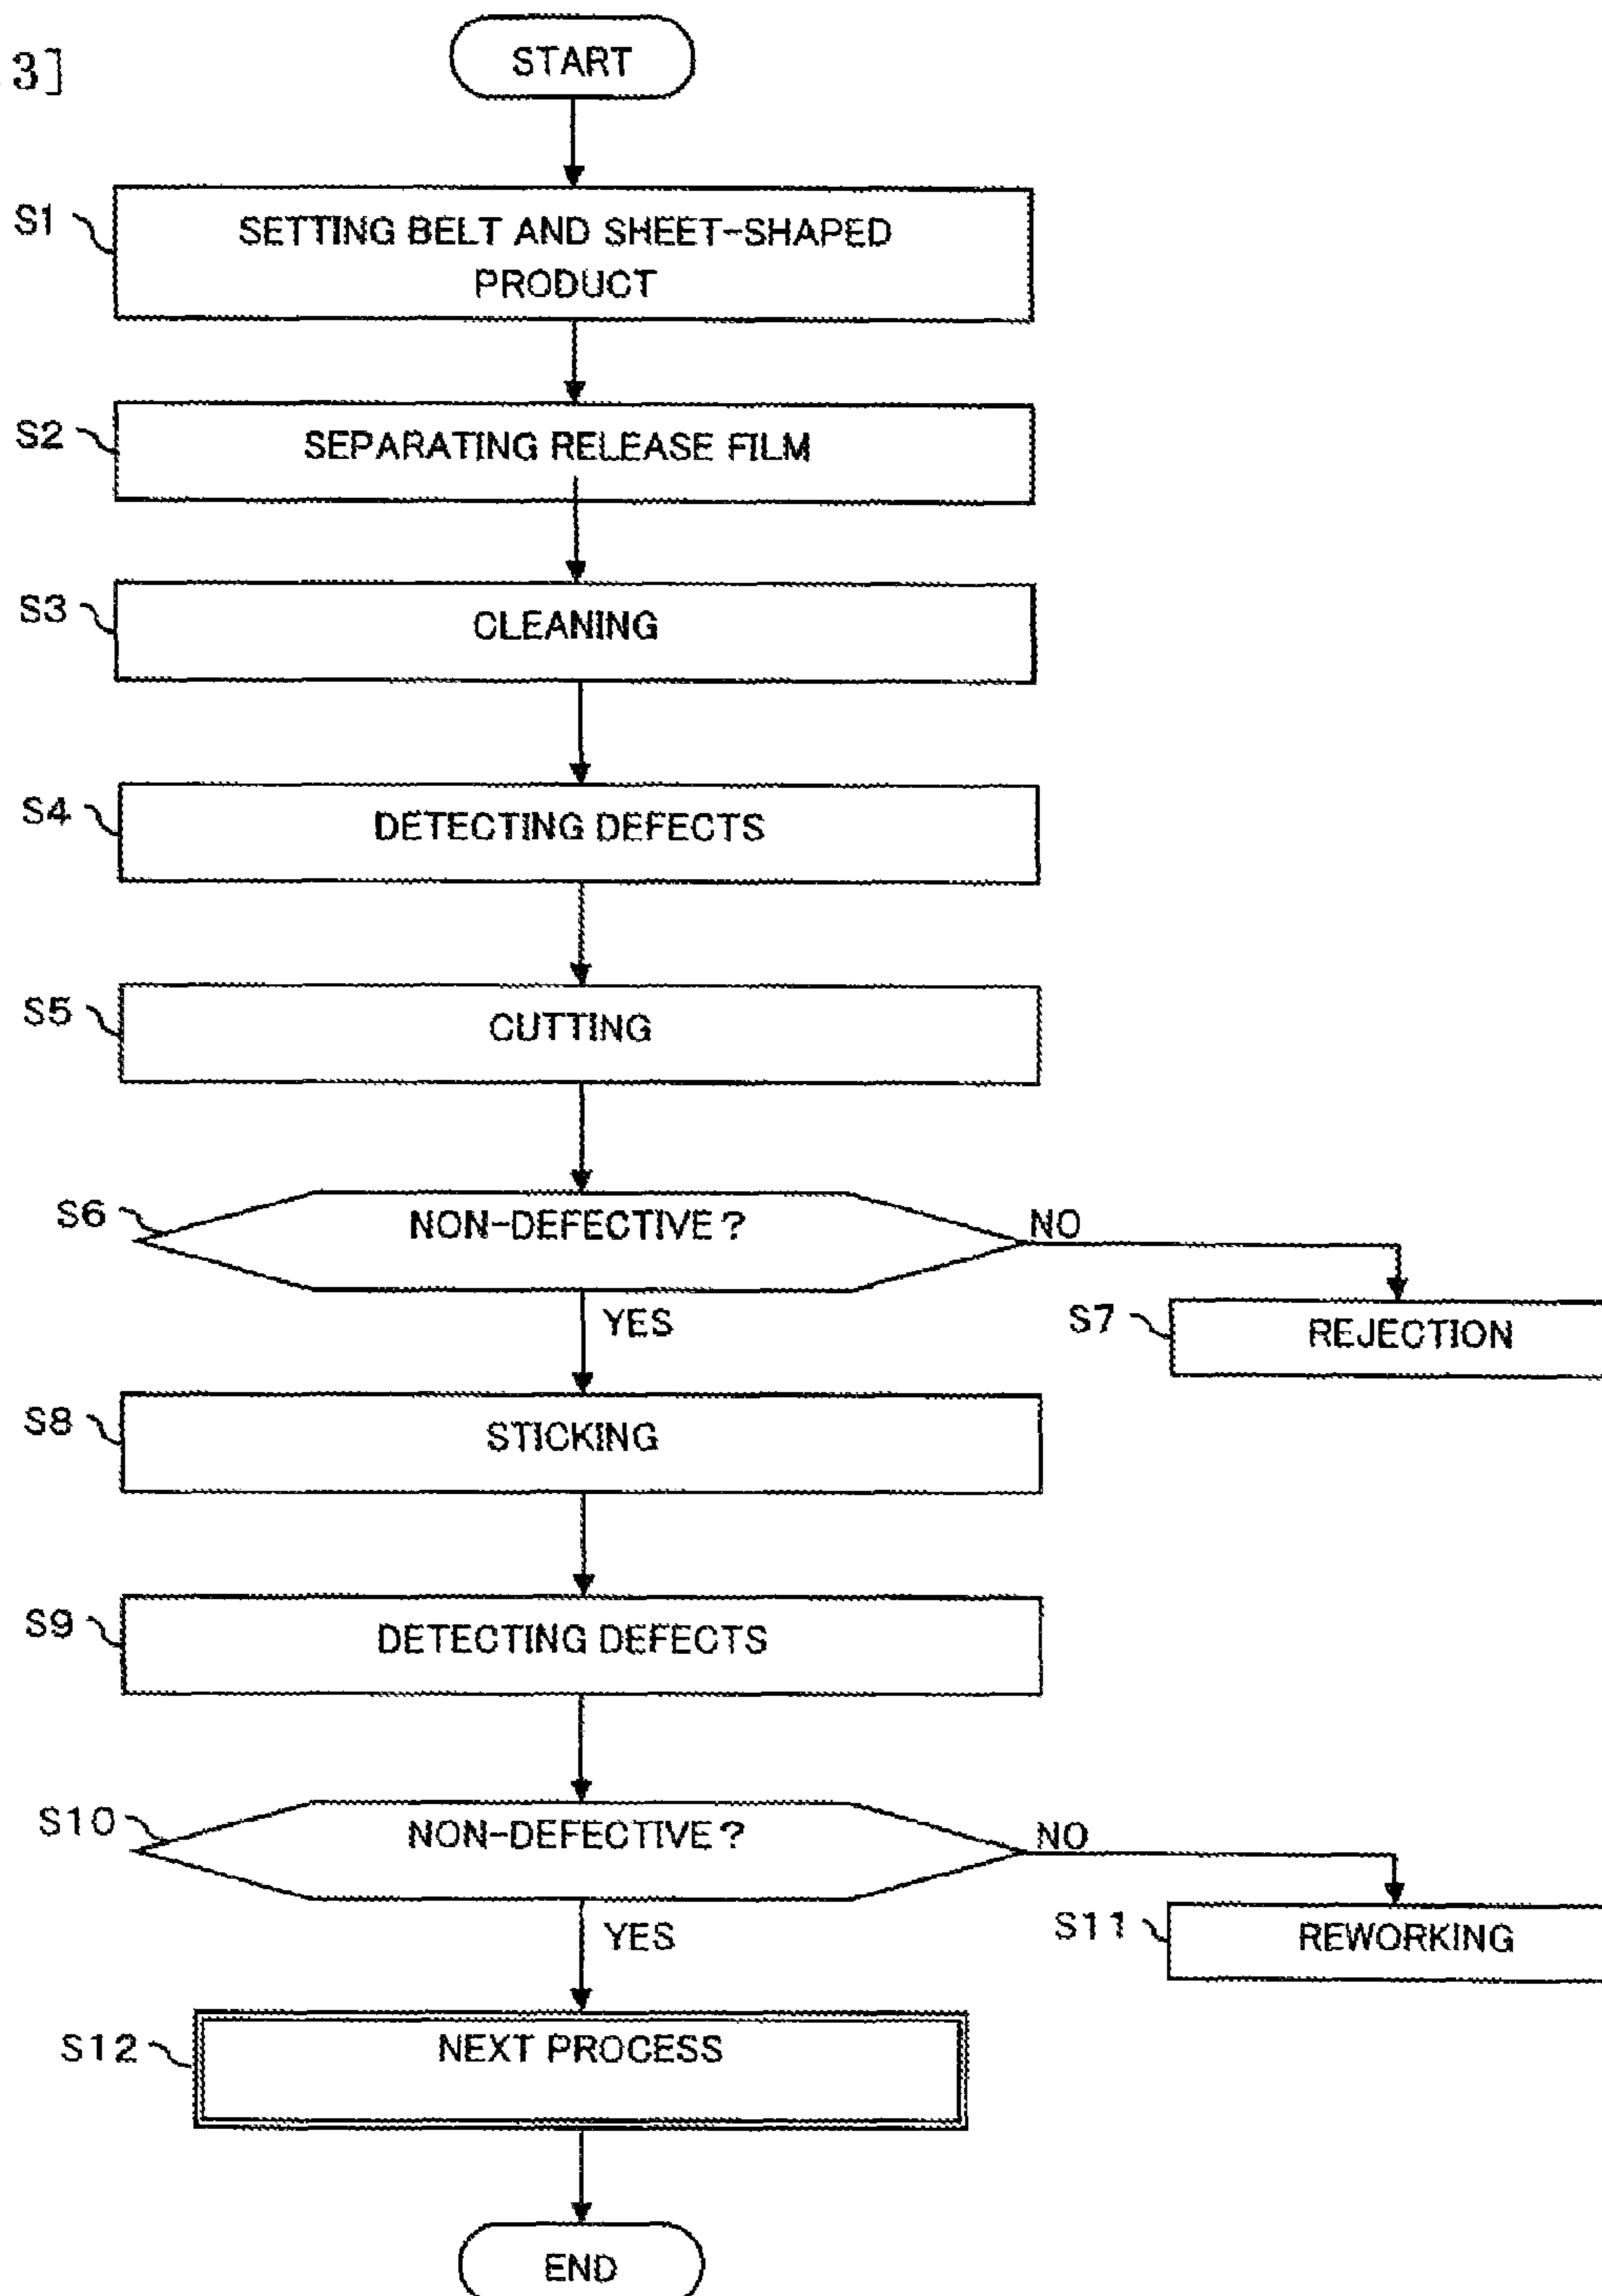 3]
START
S1
SETTING BELT AND SHEET-SHAPED
PRODUCT
S2
SEPARATING RELEASE FILM
S3
CLEANING
S4
DETECTING DEFECTS
S5
CUTTING
S6
NON-DEFECTIVE?
NO
YES
S7
REJECTION
S8
STICKING
S9
DETECTING DEFECTS
S10
NON-DEFECTIVE?
NO
YES
S11
REWORKING
S12
NEXT PROCESS
END